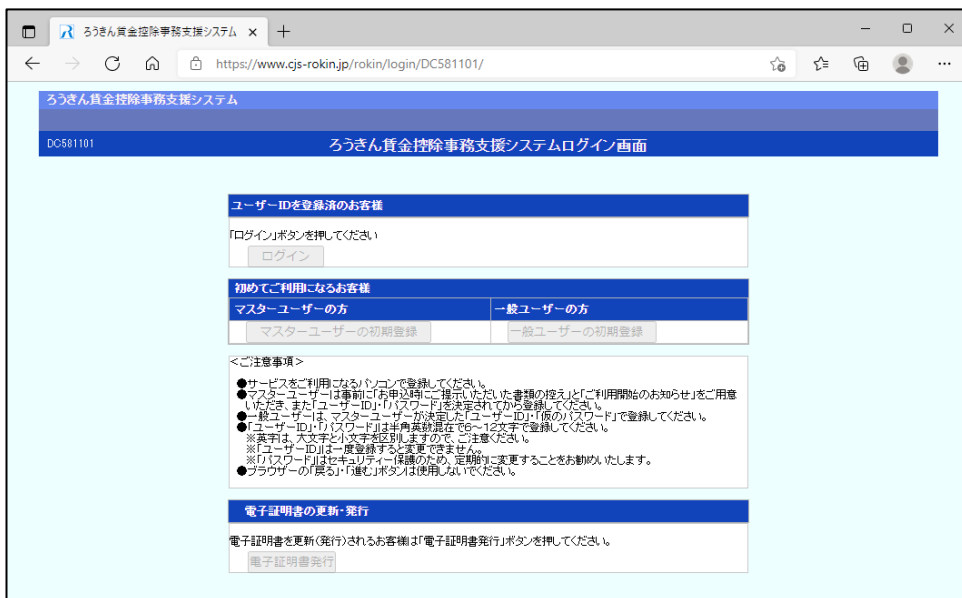 ろうきん賃金控除事務支援システム
https://www.cjs-rokin.jp/rokin/login/DC581101/
ろうきん賃金控除事務支援システム
DC581101
ろうきん賃金控除事務支援システムログイン画面
ユーザーIDを登録済のお客様
「ログイン」ボタンを押してください
ログイン
初めてご利用になるお客様
マスターユーザーの方
一般ユーザーの方
マスターユーザーの初期登録
一般ユーザーの初期登録
<ご注意事項>
●サービスをご利用になるパソコンで登録してください。
●マスターユーザーは事前に「お申込時にご提示いただいた書類の控え」と「ご利用開始のお知らせ」をご用意
いただき、また「ユーザーID」・「パスワード」を決定されてから登録してください。
●一般ユーザーは、マスターユーザーが決定した「ユーザーID」・「仮のパスワード」で登録してください。
●「ユーザーID」・「パスワード」は半角英数混在で6～12文字で登録してください。
※英字は、大文字と小文字を区別しますので、ご注意ください。
※「ユーザーID」は一度登録すると変更できません。
※「パスワード」はセキュリティー保護のため、定期的に変更することをお勧めいたします。
●ブラウザーの「戻る」・「進む」ボタンは使用しないでください。
電子証明書の更新・発行
電子証明書を更新(発行)されるお客様は「電子証明書発行」ボタンを押してください。
電子証明書発行